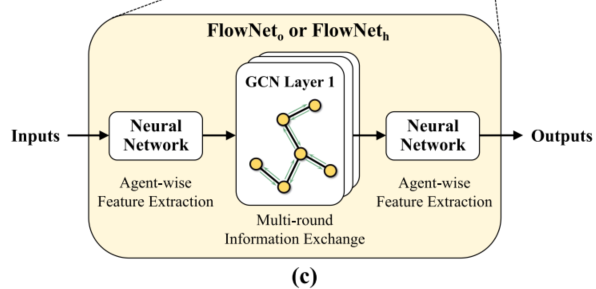 FlowNetₒ or FlowNetₕ
GCN Layer 1
Inputs
Neural
Network
Neural
Network
Outputs
Agent-wise
Feature Extraction
Multi-round
Information Exchange
Agent-wise
Feature Extraction
(c)